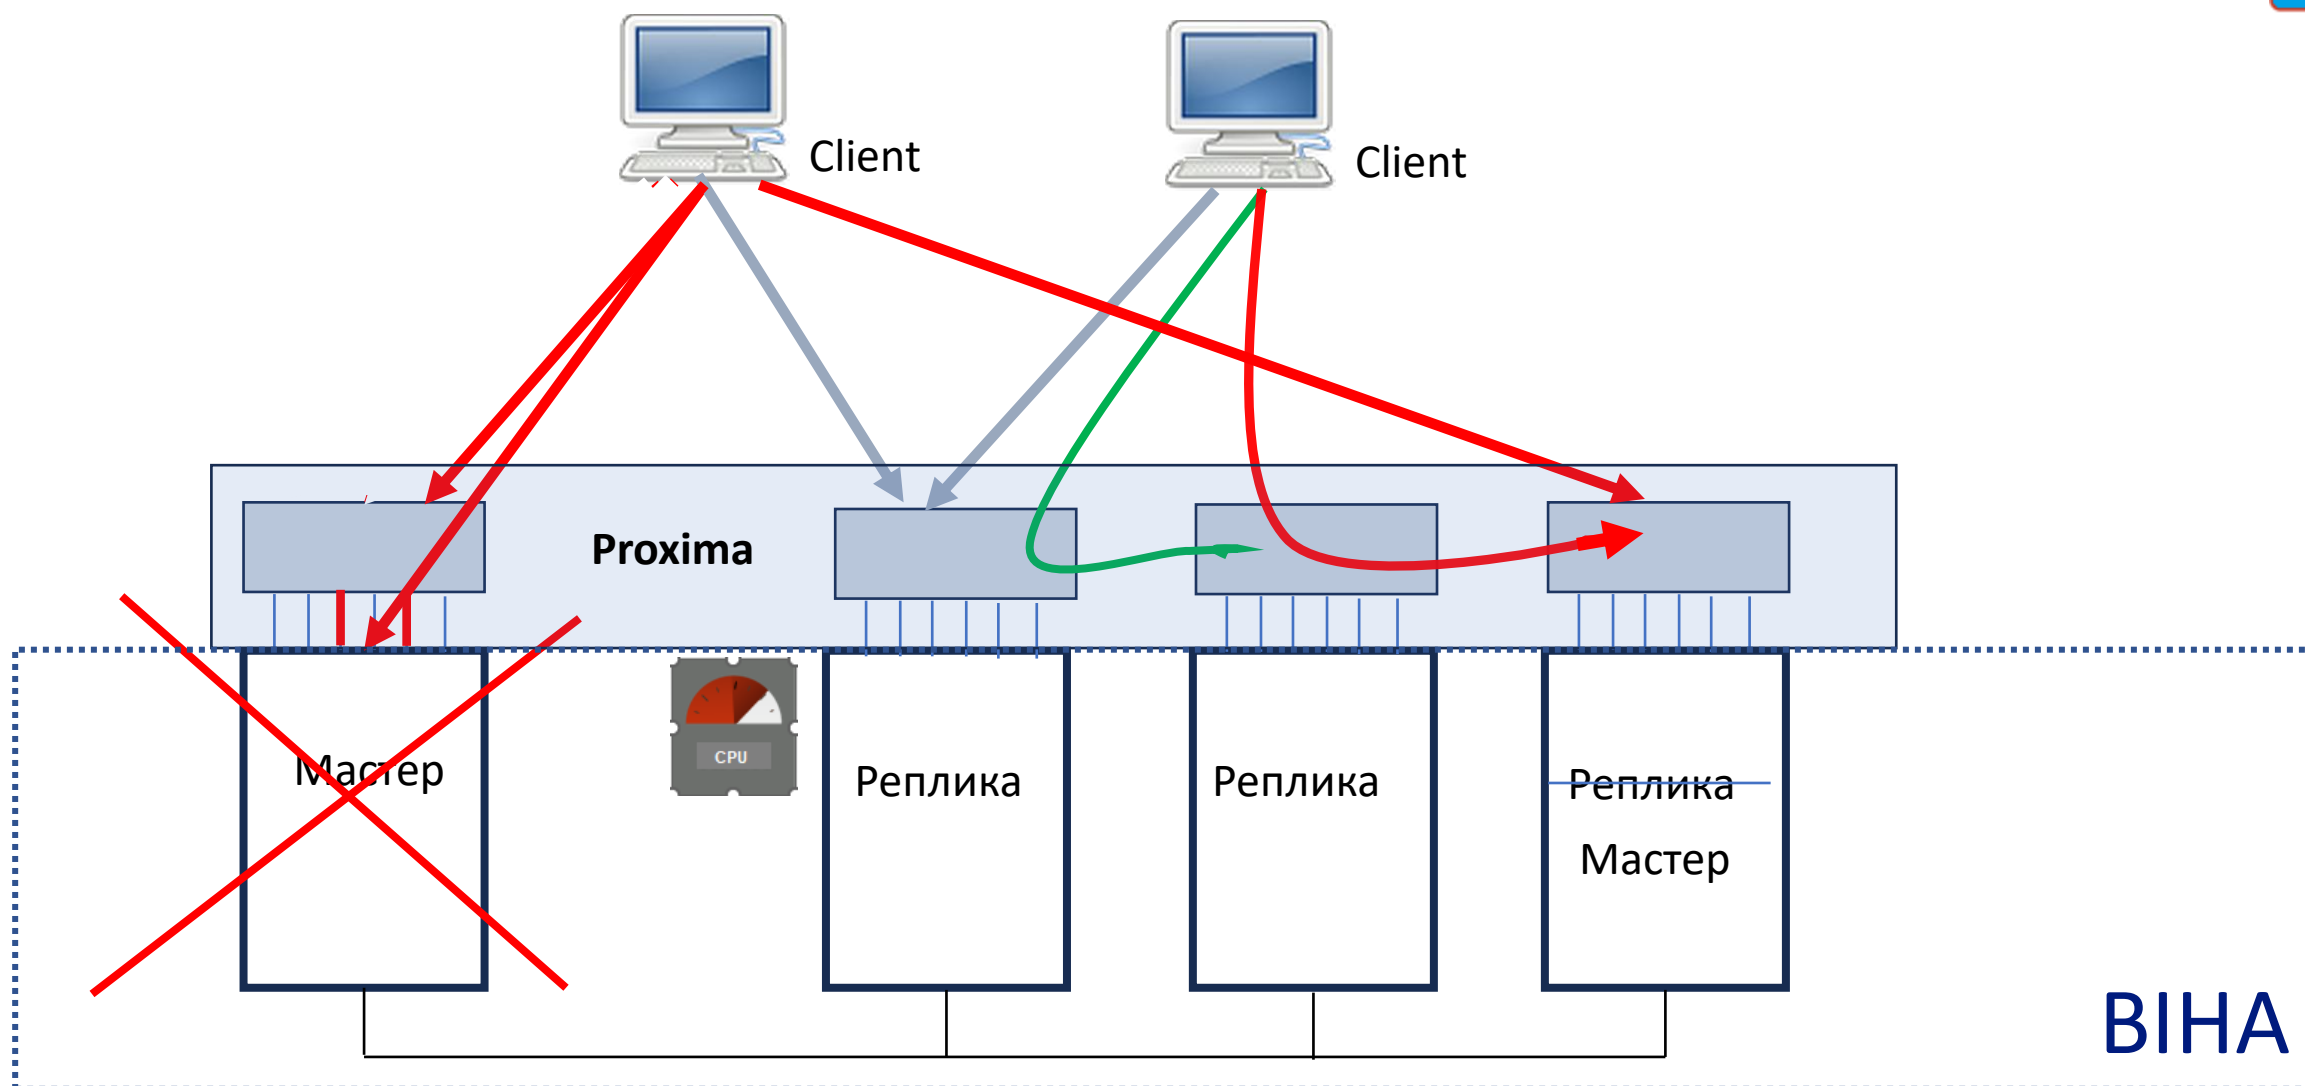 Client
Client
Proxima
CPU
Мастер
Реплика
Реплика
Реплика
Мастер
BIHA